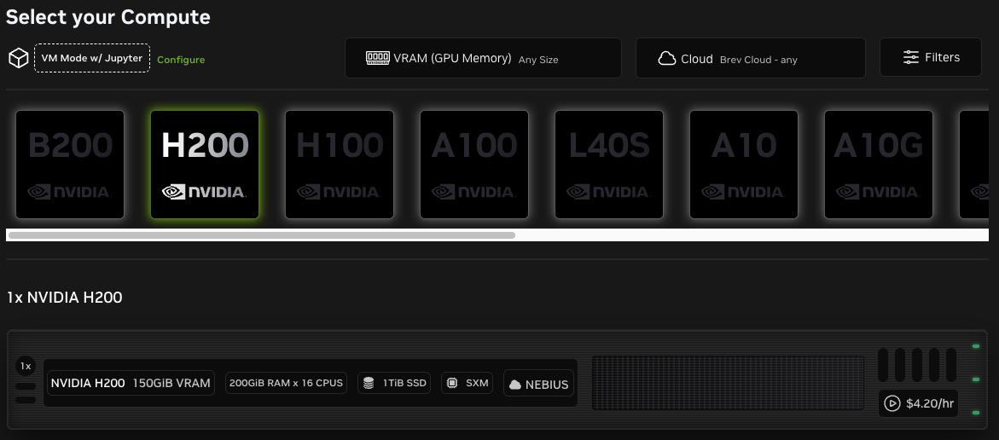 Select your Compute
VM Mode w/ Jupyter Configure VRAM (GPU Memory) Any Size Cloud Brev Cloud - any Filters
B200 H200 H100 A100 L40S A10 A10G
NVIDIA. NVIDIA. NVIDIA. NVIDIA. NVIDIA. NVIDIA. NVIDIA.
1x NVIDIA H200
1x
NVIDIA H200 150GiB VRAM 200GiB RAM x 16 CPUS 1TiB SSD SXM NEBIUS
$4.20/hr